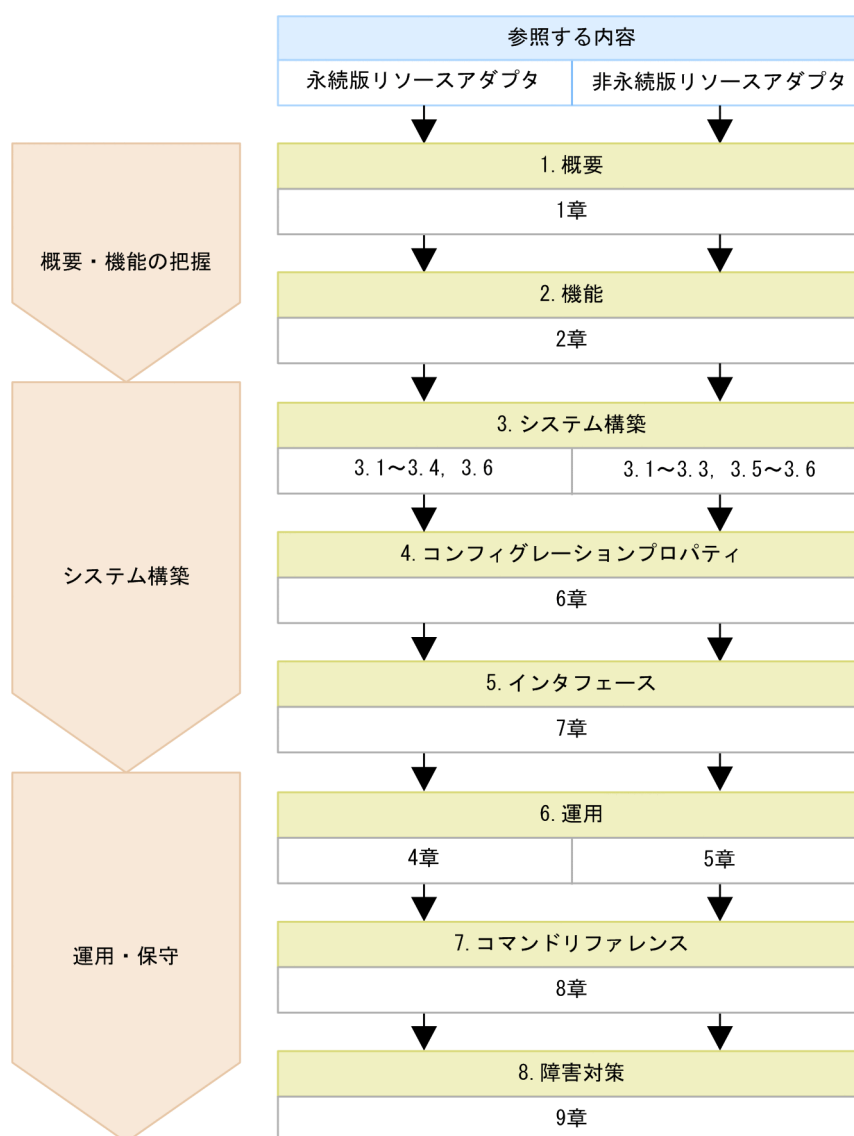 参照する内容
永続版リソースアダプタ 非永続版リソースアダプタ
概要・機能の把握
1. 概要
1章
2. 機能
2章
システム構築
3. システム構築
3.1～3.4, 3.6 3.1～3.3, 3.5～3.6
4. コンフィグレーションプロパティ
6章
5. インタフェース
7章
運用・保守
6. 運用
4章 5章
7. コマンドリファレンス
8章
8. 障害対策
9章